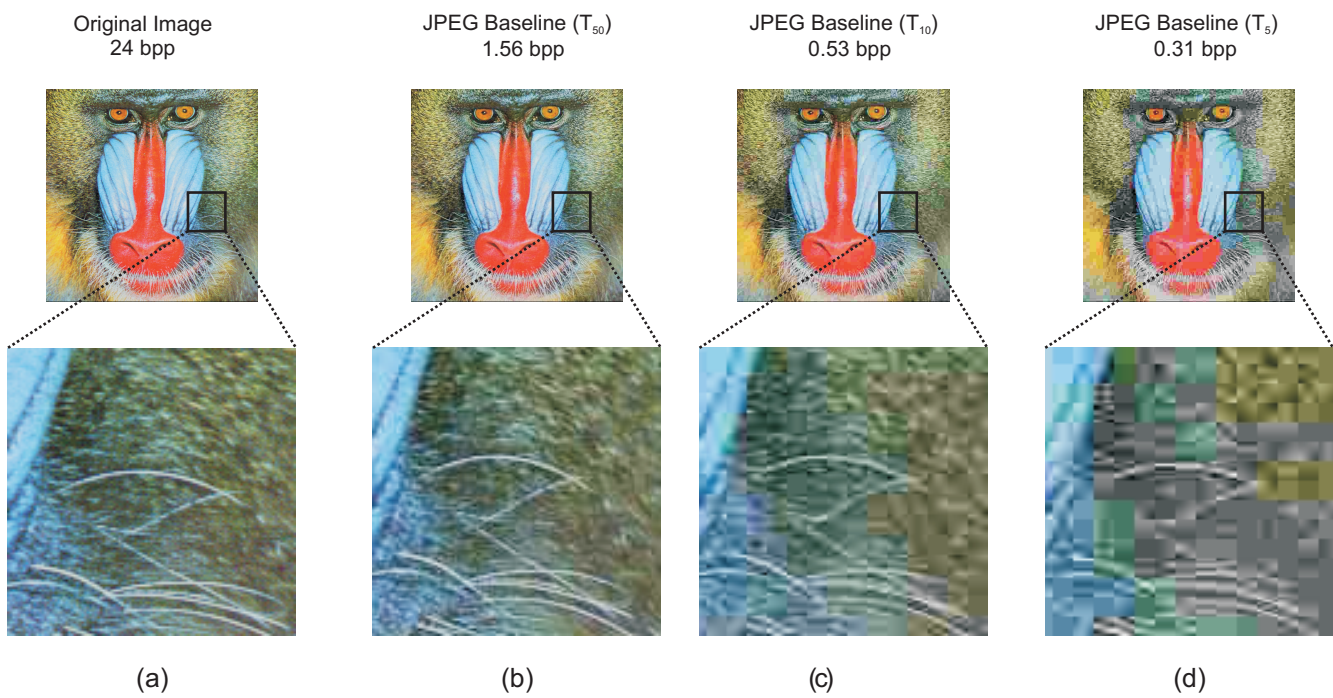 Original Image
24 bpp
JPEG Baseline (T50)
1.56 bpp
JPEG Baseline (T10)
0.53 bpp
JPEG Baseline (T5)
0.31 bpp
(a)
(b)
(c)
(d)